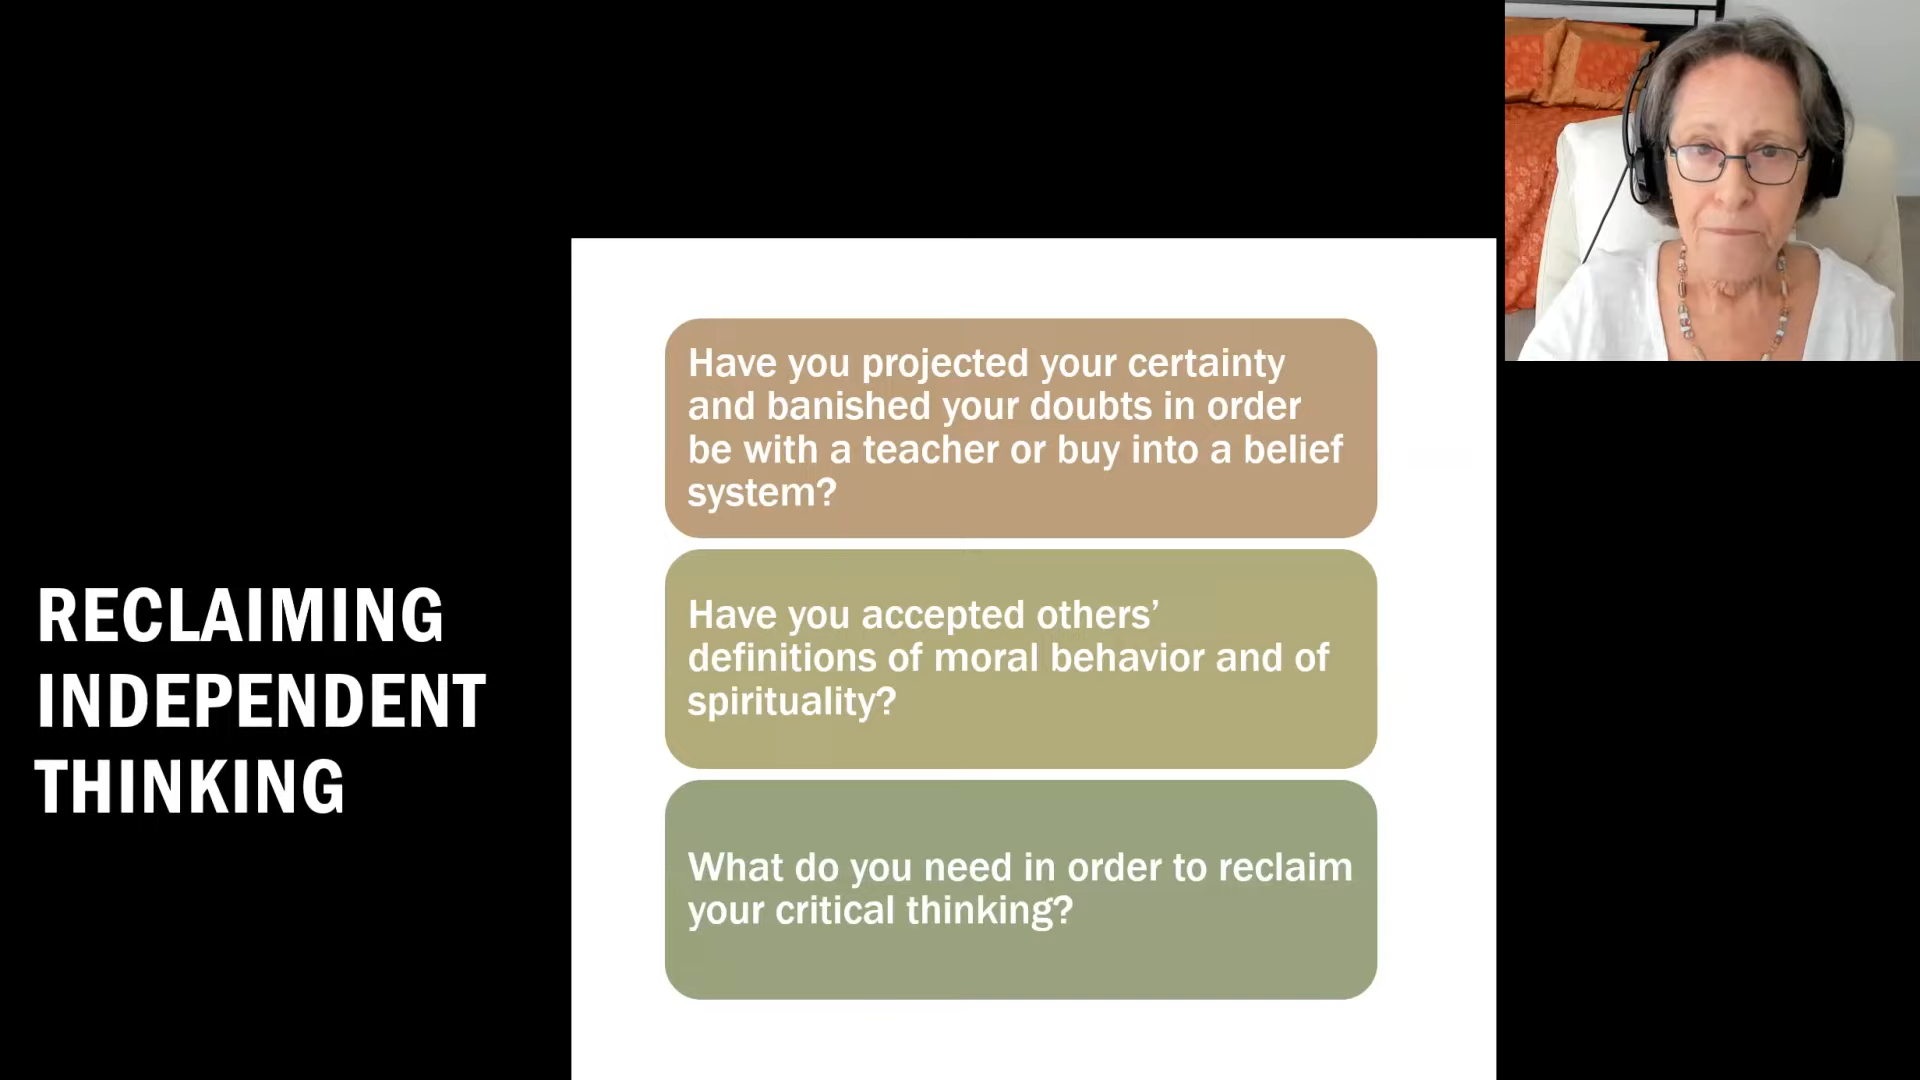 RECLAIMING
INDEPENDENT
THINKING
Have you projected your certainty
and banished your doubts in order
be with a teacher or buy into a belief
system?
Have you accepted others’
definitions of moral behavior and of
spirituality?
What do you need in order to reclaim
your critical thinking?